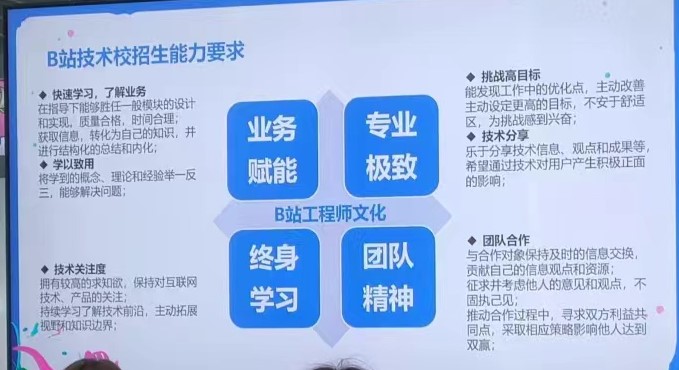 B站技术校招生能力要求
◆ 快速学习，了解业务
在指导下能够胜任一般模块的设计
和实现，质量合格，时间合理；
获取信息，转化为自己的知识，并
进行结构化的总结和内化；
◆ 学以致用
将学到的概念、理论和经验举一反
三，能够解决问题；
◆ 挑战高目标
能发现工作中的优化点，主动改善
主动设定更高的目标，不安于舒适
区，为挑战感到兴奋；
◆ 技术分享
乐于分享技术信息、观点和成果等，
希望通过技术对用户产生积极正面
的影响；
业务
赋能
专业
极致
B站工程师文化
终身
学习
团队
精神
◆ 技术关注度
拥有较高的求知欲，保持对互联网
技术、产品的关注；
持续学习了解技术前沿，主动拓展
视野和知识边界；
◆ 团队合作
与合作对象保持及时的信息交换，
贡献自己的信息观点和资源；
征求并考虑他人的意见和观点，不
固执己见；
推动合作过程中，寻求双方利益共
同点，采取相应策略影响他人达到
双赢；